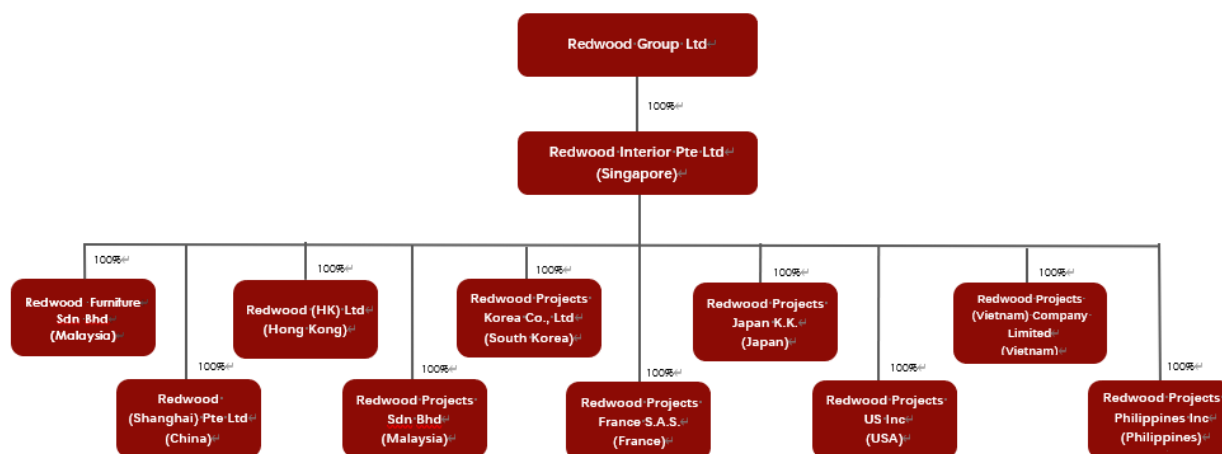 Redwood Group Ltd
100%
Redwood Interior Pte Ltd
(Singapore)
100%
Redwood Furniture
Sdn Bhd
(Malaysia)
100%
Redwood
(Shanghai) Pte Ltd
(China)
100%
Redwood (HK) Ltd
(Hong Kong)
100%
Redwood Projects
Sdn Bhd
(Malaysia)
100%
Redwood Projects
Korea Co., Ltd
(South Korea)
100%
Redwood Projects
France S.A.S.
(France)
100%
Redwood Projects
Japan K.K.
(Japan)
100%
Redwood Projects
US Inc
(USA)
100%
Redwood Projects
(Vietnam) Company
Limited
(Vietnam)
100%
Redwood Projects
Philippines Inc
(Philippines)